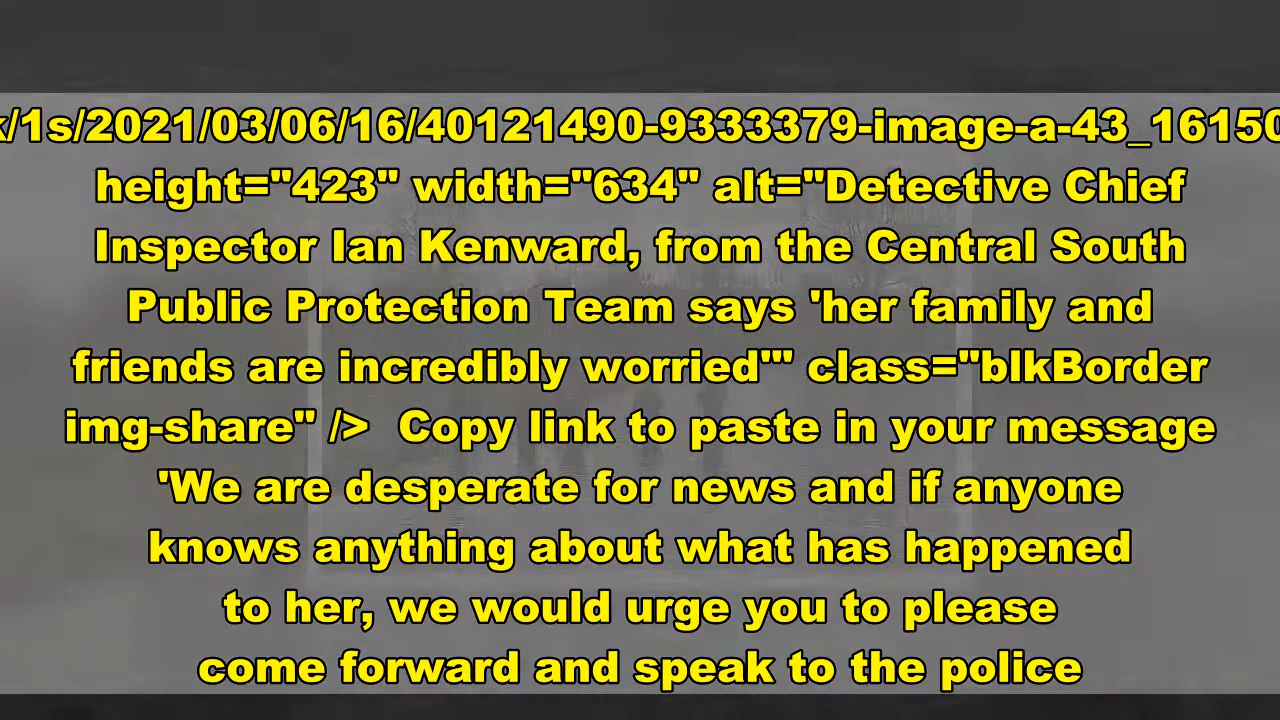 k/1s/2021/03/06/16/40121490-9333379-image-a-43_16150
height="423" width="634" alt="Detective Chief
Inspector Ian Kenward, from the Central South
Public Protection Team says 'her family and
friends are incredibly worried'" class="blkBorder
img-share" />  Copy link to paste in your message
'We are desperate for news and if anyone
knows anything about what has happened
to her, we would urge you to please
come forward and speak to the police